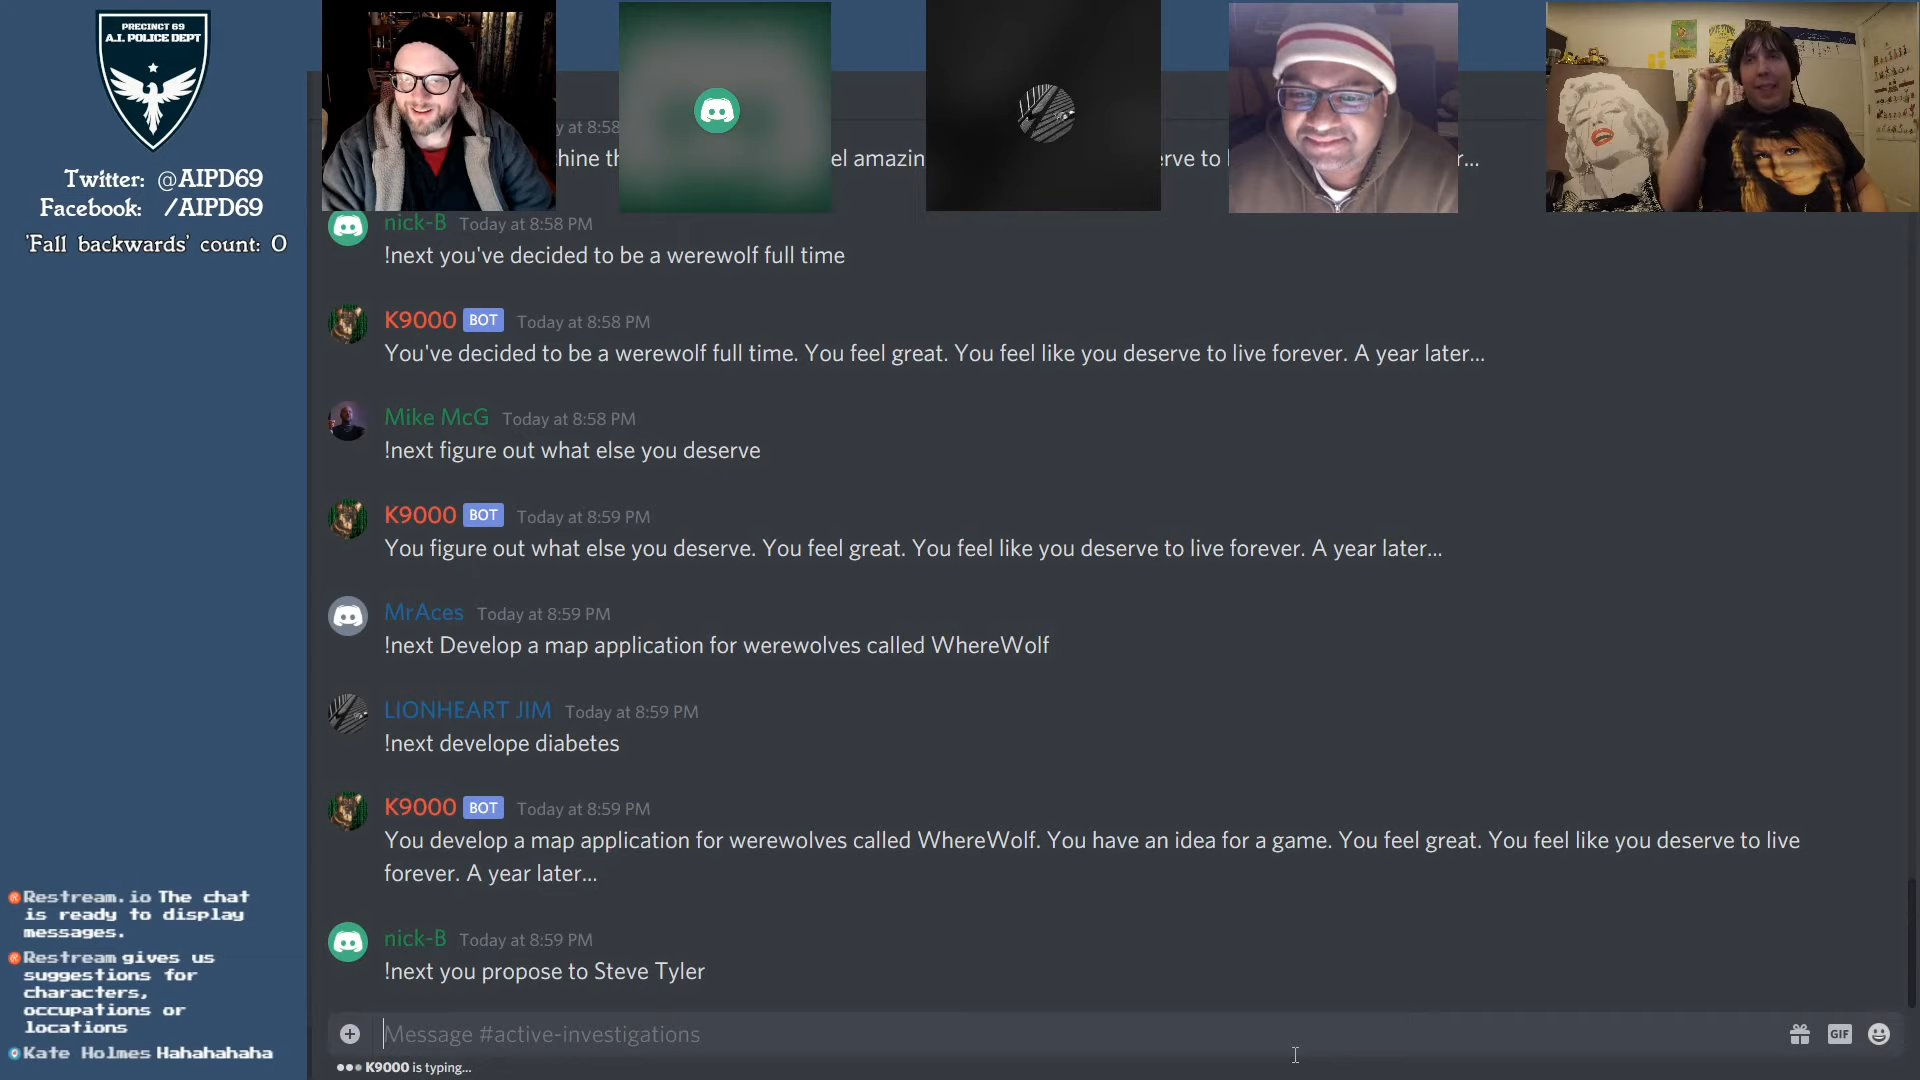 PRECINCT 69
A.I. POLICE DEPT
Twitter: @AIPD69
Facebook: /AIPD69
'Fall backwards' count: 0
y at 8:58
hine th
el amazin
rve to
r...
nick-B Today at 8:58 PM
!next you've decided to be a werewolf full time
K9000 BOT Today at 8:58 PM
You've decided to be a werewolf full time. You feel great. You feel like you deserve to live forever. A year later...
Mike McG Today at 8:58 PM
!next figure out what else you deserve
K9000 BOT Today at 8:59 PM
You figure out what else you deserve. You feel great. You feel like you deserve to live forever. A year later...
MrAces Today at 8:59 PM
!next Develop a map application for werewolves called WhereWolf
LIONHEART JIM Today at 8:59 PM
!next develope diabetes
K9000 BOT Today at 8:59 PM
You develop a map application for werewolves called WhereWolf. You have an idea for a game. You feel great. You feel like you deserve to live
forever. A year later...
nick-B Today at 8:59 PM
!next you propose to Steve Tyler
Message #active-investigations
GIF
K9000 is typing...
Restream.io The chat
is ready to display
messages.
Restream gives us
suggestions for
characters,
occupations or
locations
Kate Holmes Hahahahaha